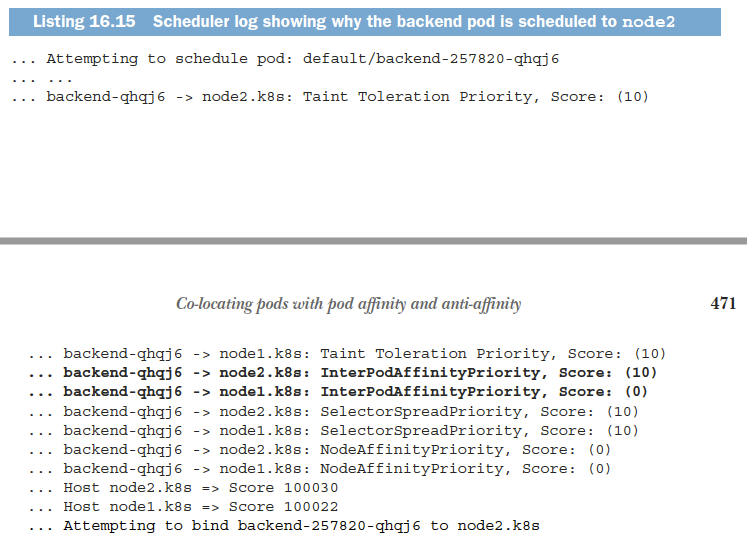 Listing 16.15 Scheduler log showing why the backend pod is scheduled to node2
... Attempting to schedule pod: default/backend-257820-qhqj6
... ...
... backend-qhqj6 -> node2.k8s: Taint Toleration Priority, Score: (10)
Co-locating pods with pod affinity and anti-affinity 471
... backend-qhqj6 -> node1.k8s: Taint Toleration Priority, Score: (10)
... backend-qhqj6 -> node2.k8s: InterPodAffinityPriority, Score: (10)
... backend-qhqj6 -> node1.k8s: InterPodAffinityPriority, Score: (0)
... backend-qhqj6 -> node2.k8s: SelectorSpreadPriority, Score: (10)
... backend-qhqj6 -> node1.k8s: SelectorSpreadPriority, Score: (10)
... backend-qhqj6 -> node2.k8s: NodeAffinityPriority, Score: (0)
... backend-qhqj6 -> node1.k8s: NodeAffinityPriority, Score: (0)
... Host node2.k8s => Score 100030
... Host node1.k8s => Score 100022
... Attempting to bind backend-257820-qhqj6 to node2.k8s